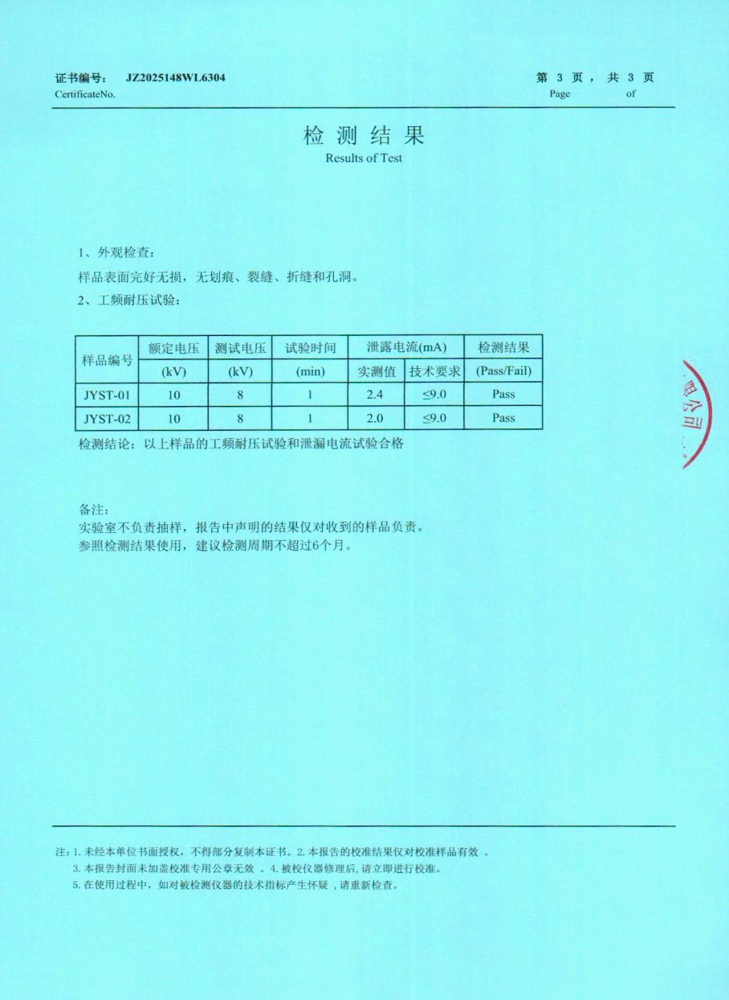 证书编号： JZ2025148WL6304 第 3 页 ， 共 3 页
CertificateNo. Page of
检 测 结 果
Results of Test
1、外观检查：
样品表面完好无损，无划痕、裂缝、折缝和孔洞。
2、工频耐压试验：
样品编号 额定电压 测试电压 试验时间 泄露电流(mA) 检测结果
(kV) (kV) (min) 实测值 技术要求 (Pass/Fail)
JYST-01 10 8 1 2.4 ≤9.0 Pass
JYST-02 10 8 1 2.0 ≤9.0 Pass
检测结论：以上样品的工频耐压试验和泄漏电流试验合格
备注：
实验室不负责抽样，报告中声明的结果仅对收到的样品负责。
参照检测结果使用，建议检测周期不超过6个月。
公司
注：1. 未经本单位书面授权，不得部分复制本证书。2. 本报告的校准结果仅对校准样品有效 。
3. 本报告封面未加盖校准专用公章无效 。4. 被校仪器修理后,请立即进行校准。
5. 在使用过程中，如对被检测仪器的技术指标产生怀疑 ,请重新检查。